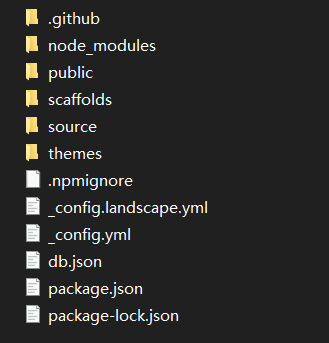 .github
node_modules
public
scaffolds
source
themes
.npmignore
_config.landscape.yml
_config.yml
db.json
package.json
package-lock.json